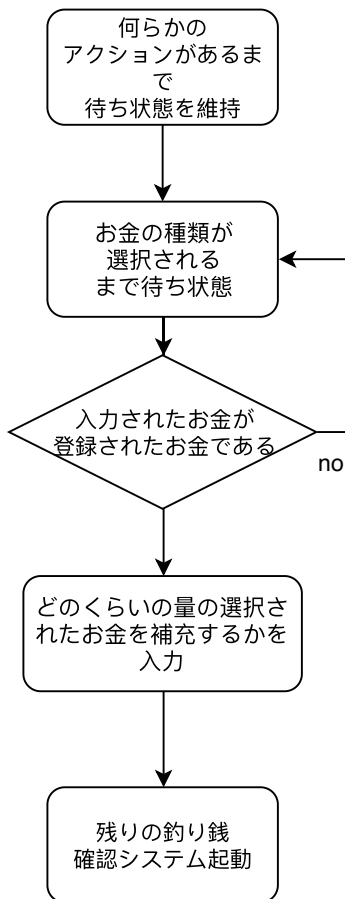 何らかの
アクションがあるま
で
待ち状態を維持
お金の種類が
選択される
まで待ち状態
入力されたお金が
登録されたお金である
no
どのくらいの量の選択さ
れたお金を補充するかを
入力
残りの釣り銭
確認システム起動